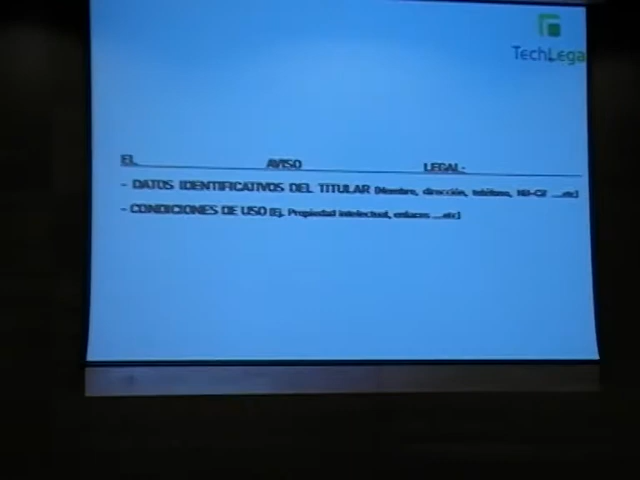 TechLegal
EL AVISO LEGAL.-
- DATOS IDENTIFICATIVOS DEL TITULAR (Nombre, dirección, teléfono, NIF-CIF ....etc)
- CONDICIONES DE USO (Ej. Propiedad intelectual, enlaces ....etc)